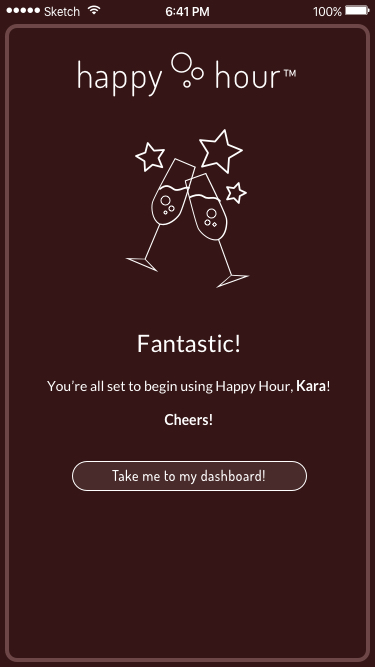 ●●●●● Sketch 6:41 PM 100%
happy hour™
Fantastic!
You’re all set to begin using Happy Hour, Kara!
Cheers!
Take me to my dashboard!